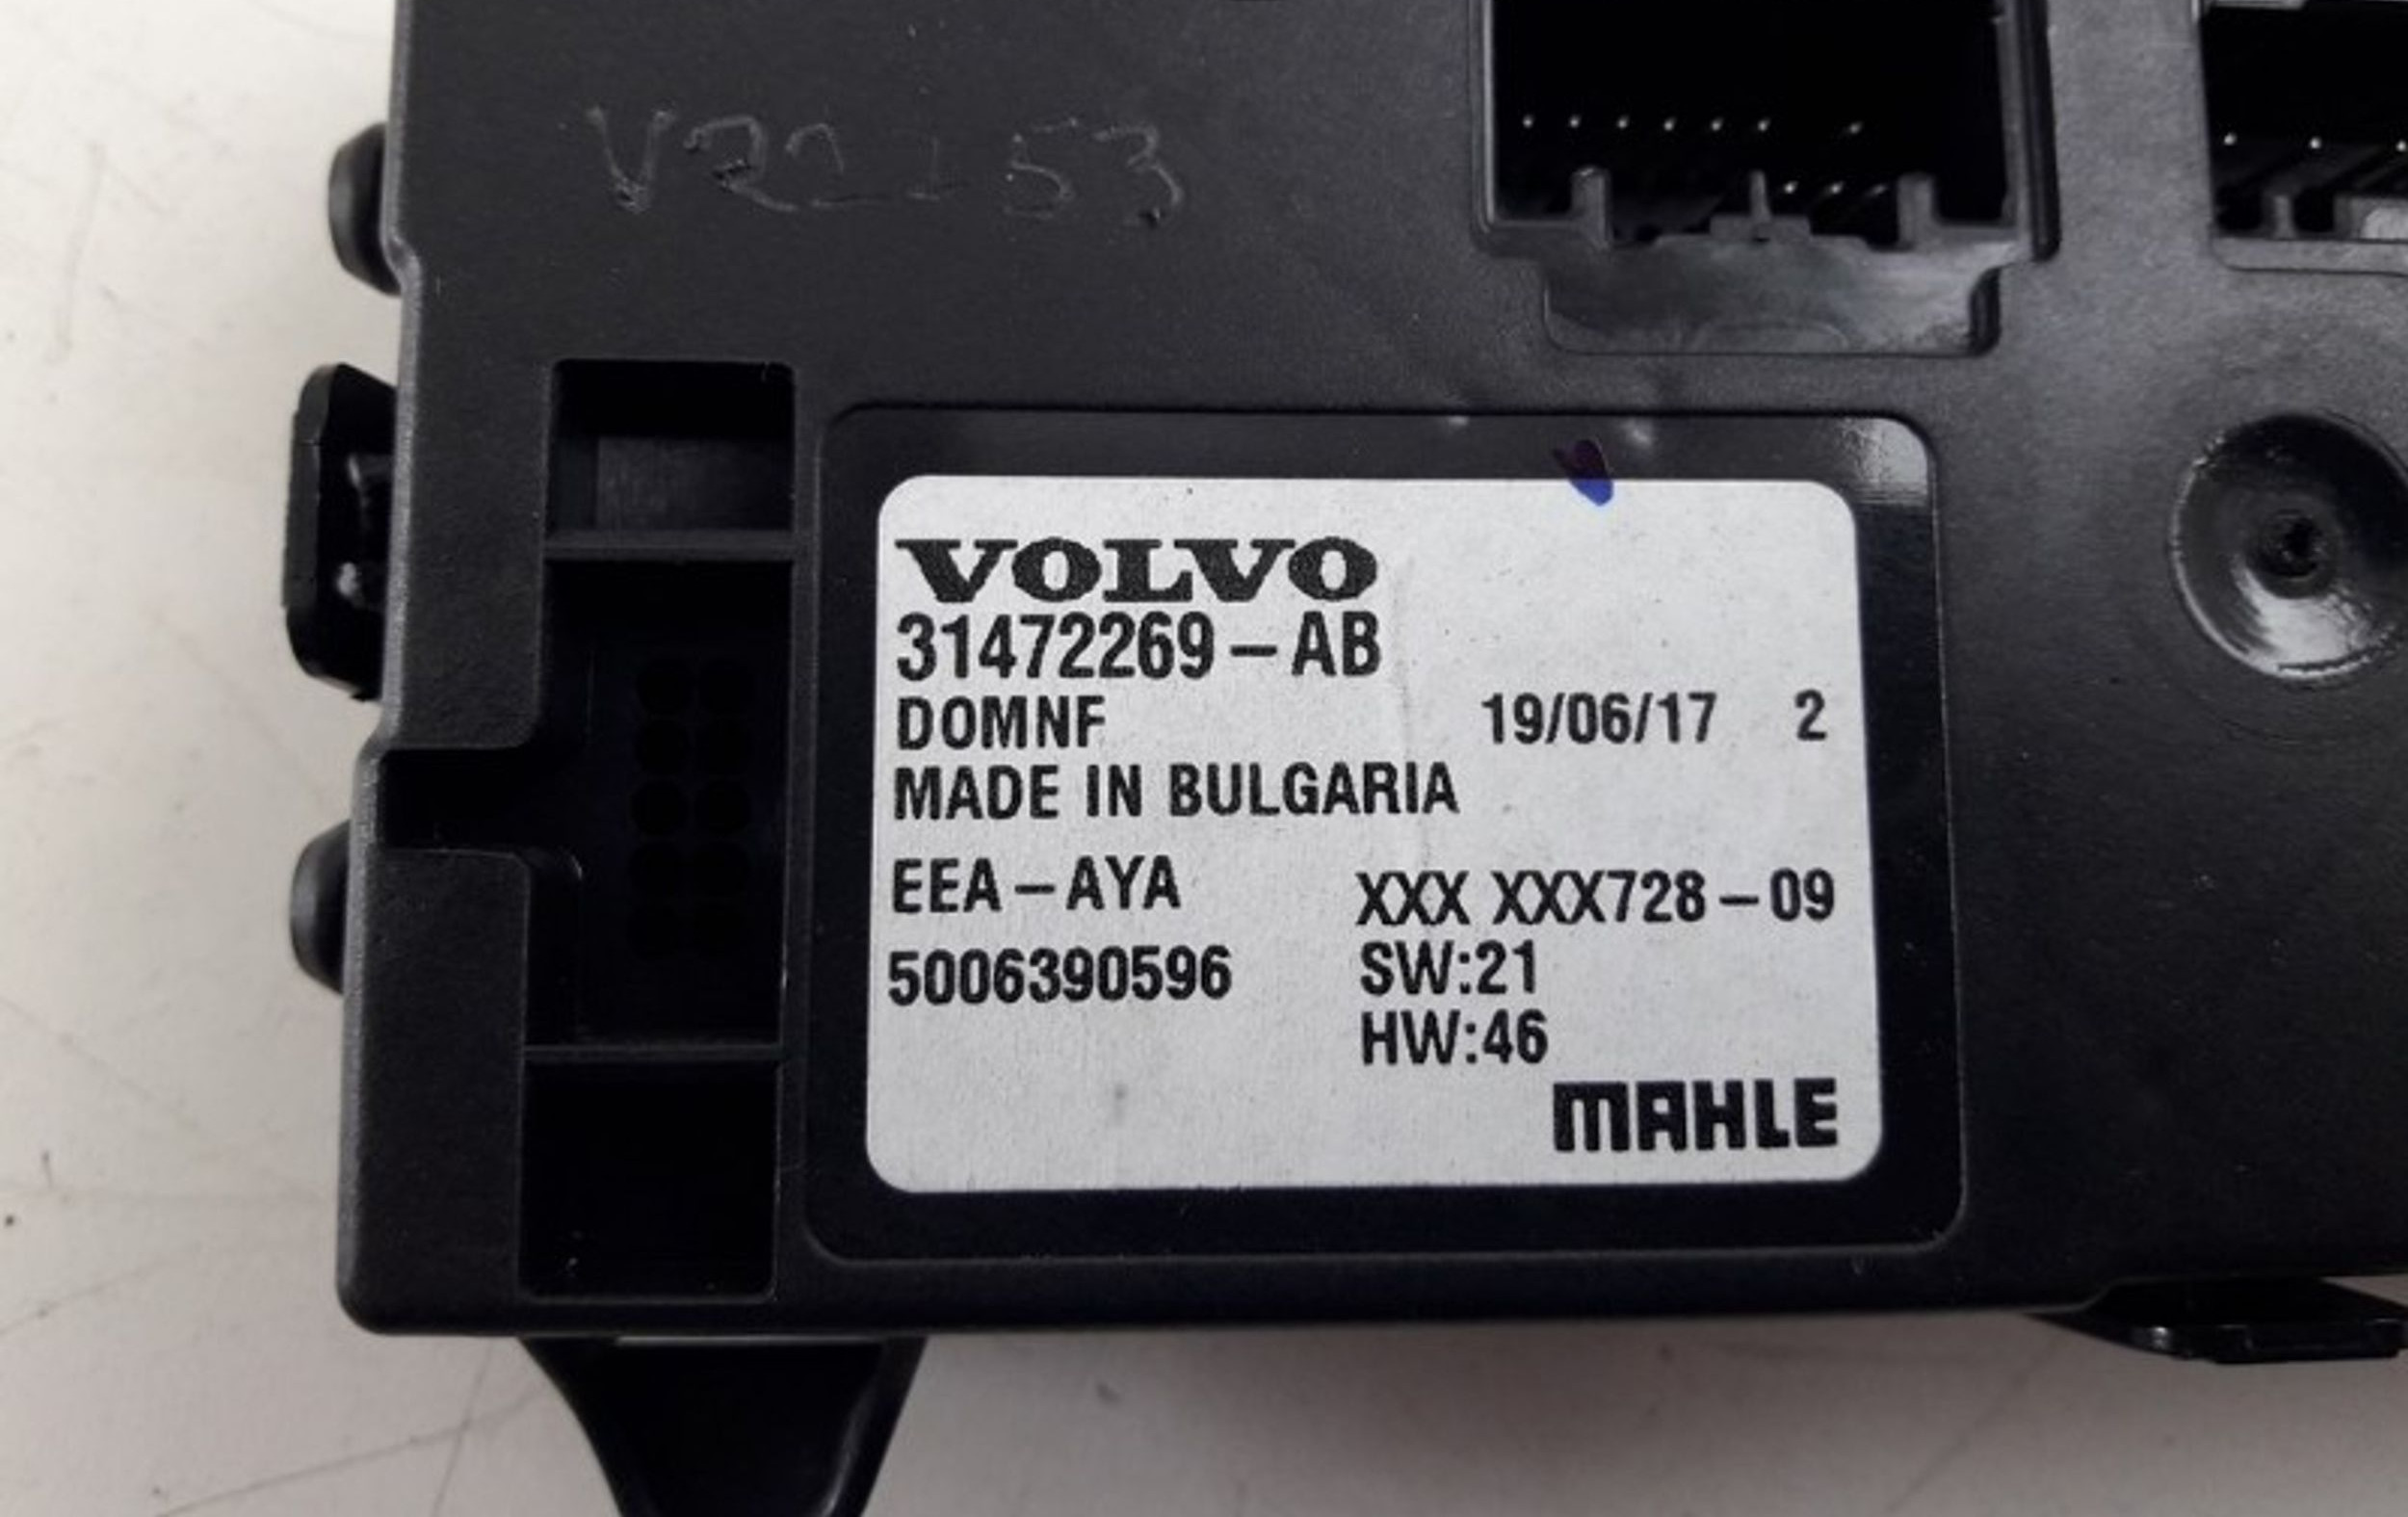 VOLVO
31472269-AB
DOMNF 19/06/17 2
MADE IN BULGARIA
EEA-AYA XXX XXX728-09
5006390596 SW:21
HW:46
MAHLE